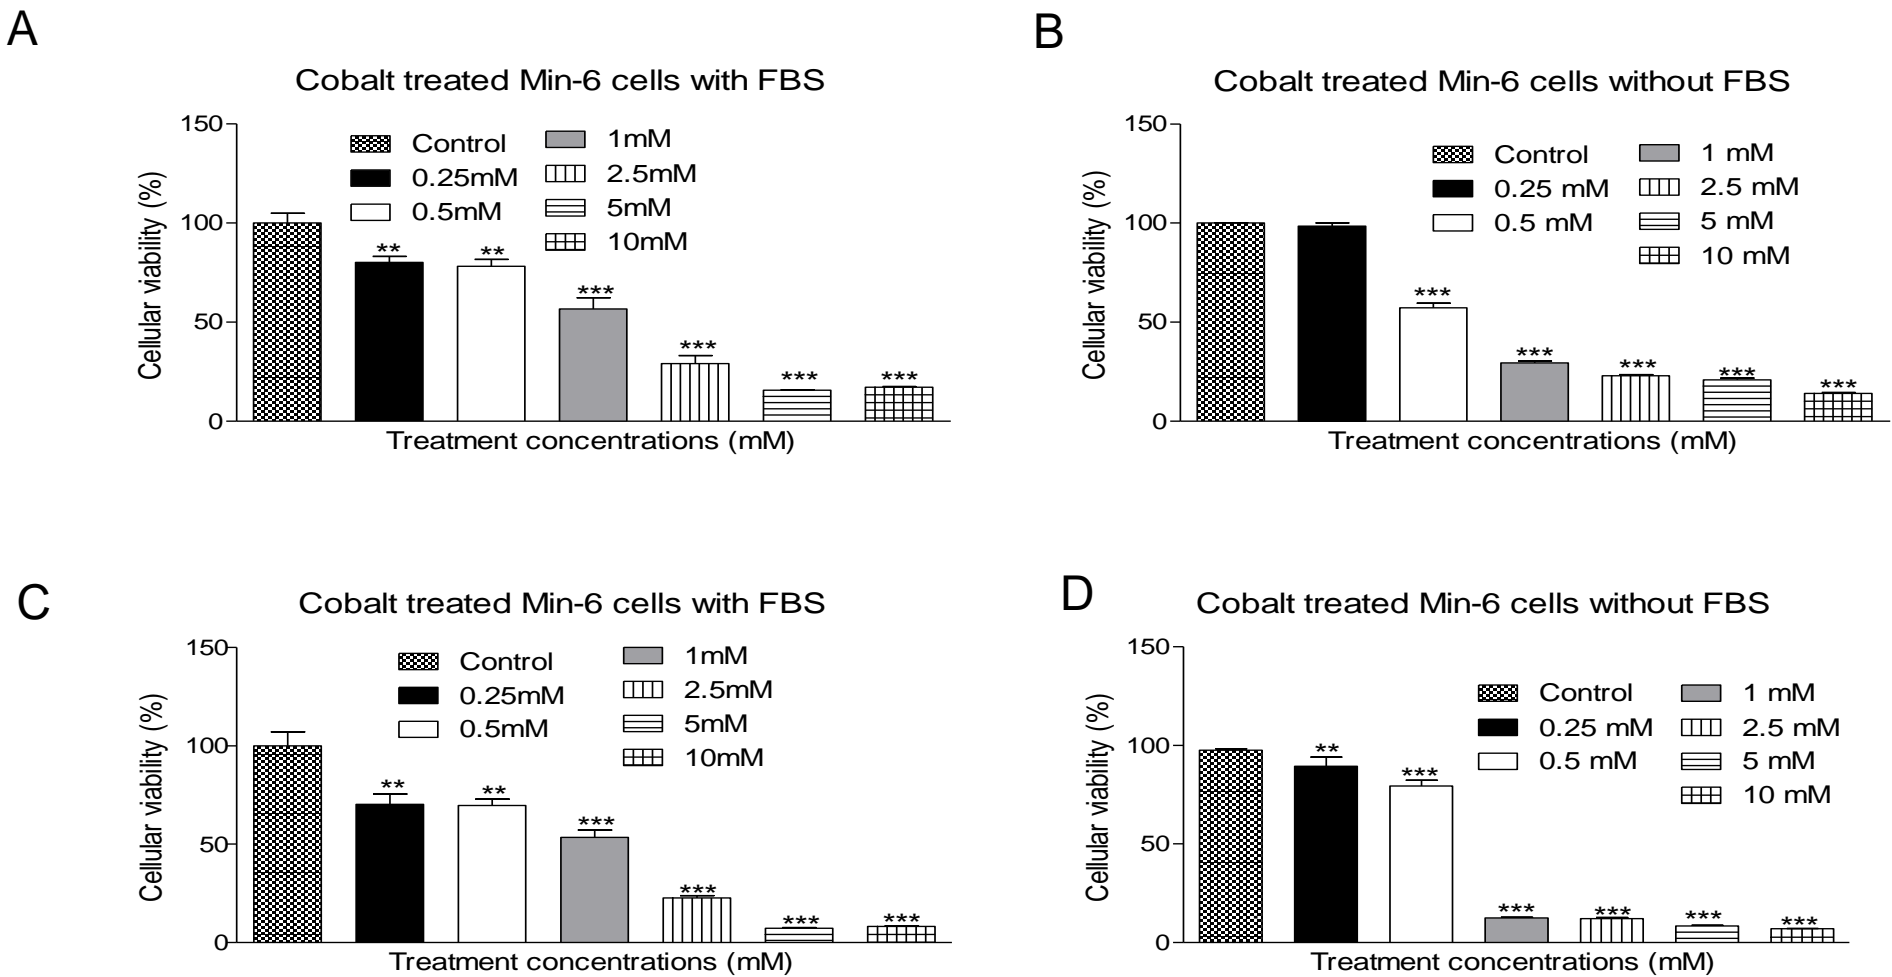 A
Cobalt treated Min-6 cells with FBS
Cellular viability (%)
150
100
50
0
Control
0.25mM
0.5mM
1mM
2.5mM
5mM
10mM
**
**
***
***
***
***
Treatment concentrations (mM)
B
Cobalt treated Min-6 cells without FBS
Cellular viability (%)
150
100
50
0
Control
0.25 mM
0.5 mM
1 mM
2.5 mM
5 mM
10 mM
***
***
***
***
***
Treatment concentrations (mM)
C
Cobalt treated Min-6 cells with FBS
Cellular viability (%)
150
100
50
0
Control
0.25mM
0.5mM
1mM
2.5mM
5mM
10mM
**
**
***
***
***
***
Treatment concentrations (mM)
D
Cobalt treated Min-6 cells without FBS
Cellular viability (%)
150
100
50
0
Control
0.25 mM
0.5 mM
1 mM
2.5 mM
5 mM
10 mM
**
***
***
***
***
***
Treatment concentrations (mM)